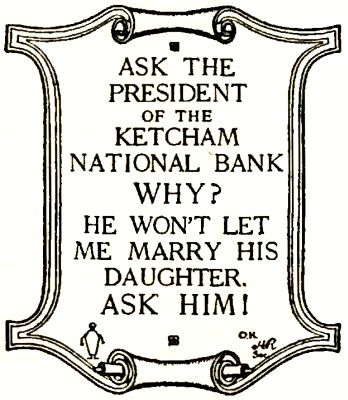 ASK THE
PRESIDENT
OF THE
KETCHAM
NATIONAL BANK
WHY?
HE WON'T LET
ME MARRY HIS
DAUGHTER.
ASK HIM!
O.K.